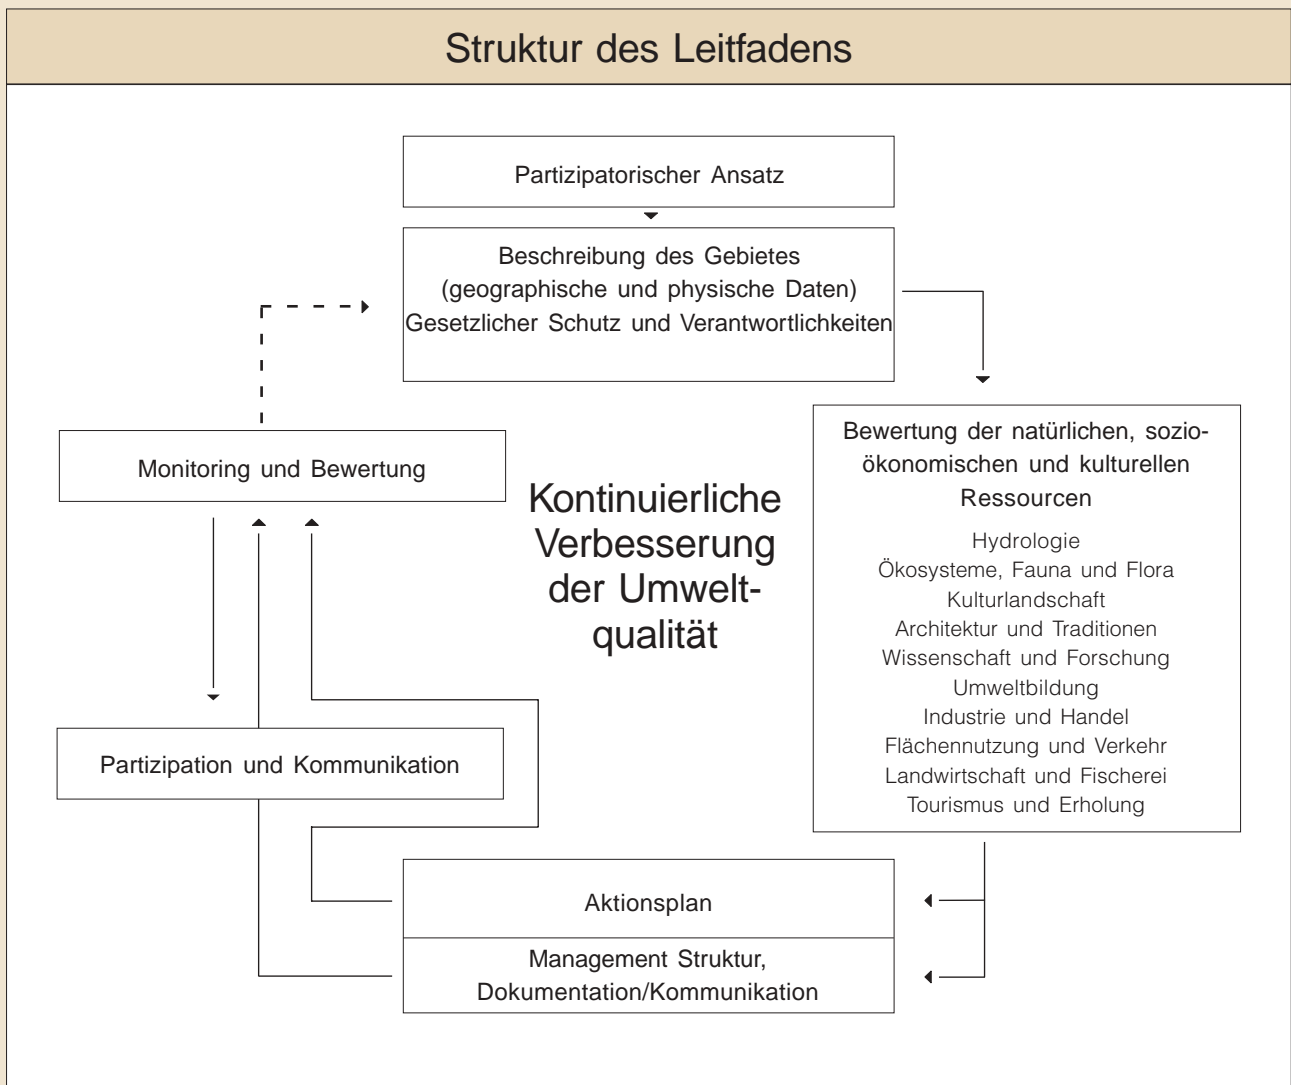 Struktur des Leitfadens
Partizipatorischer Ansatz
Beschreibung des Gebietes
(geographische und physische Daten)
Gesetzlicher Schutz und Verantwortlichkeiten
Bewertung der natürlichen, sozio-
ökonomischen und kulturellen
Ressourcen
Hydrologie
Ökosysteme, Fauna und Flora
Kulturlandschaft
Architektur und Traditionen
Wissenschaft und Forschung
Umweltbildung
Industrie und Handel
Flächennutzung und Verkehr
Landwirtschaft und Fischerei
Tourismus und Erholung
Monitoring und Bewertung
Kontinuierliche
Verbesserung
der Umwelt-
qualität
Partizipation und Kommunikation
Aktionsplan
Management Struktur,
Dokumentation/Kommunikation